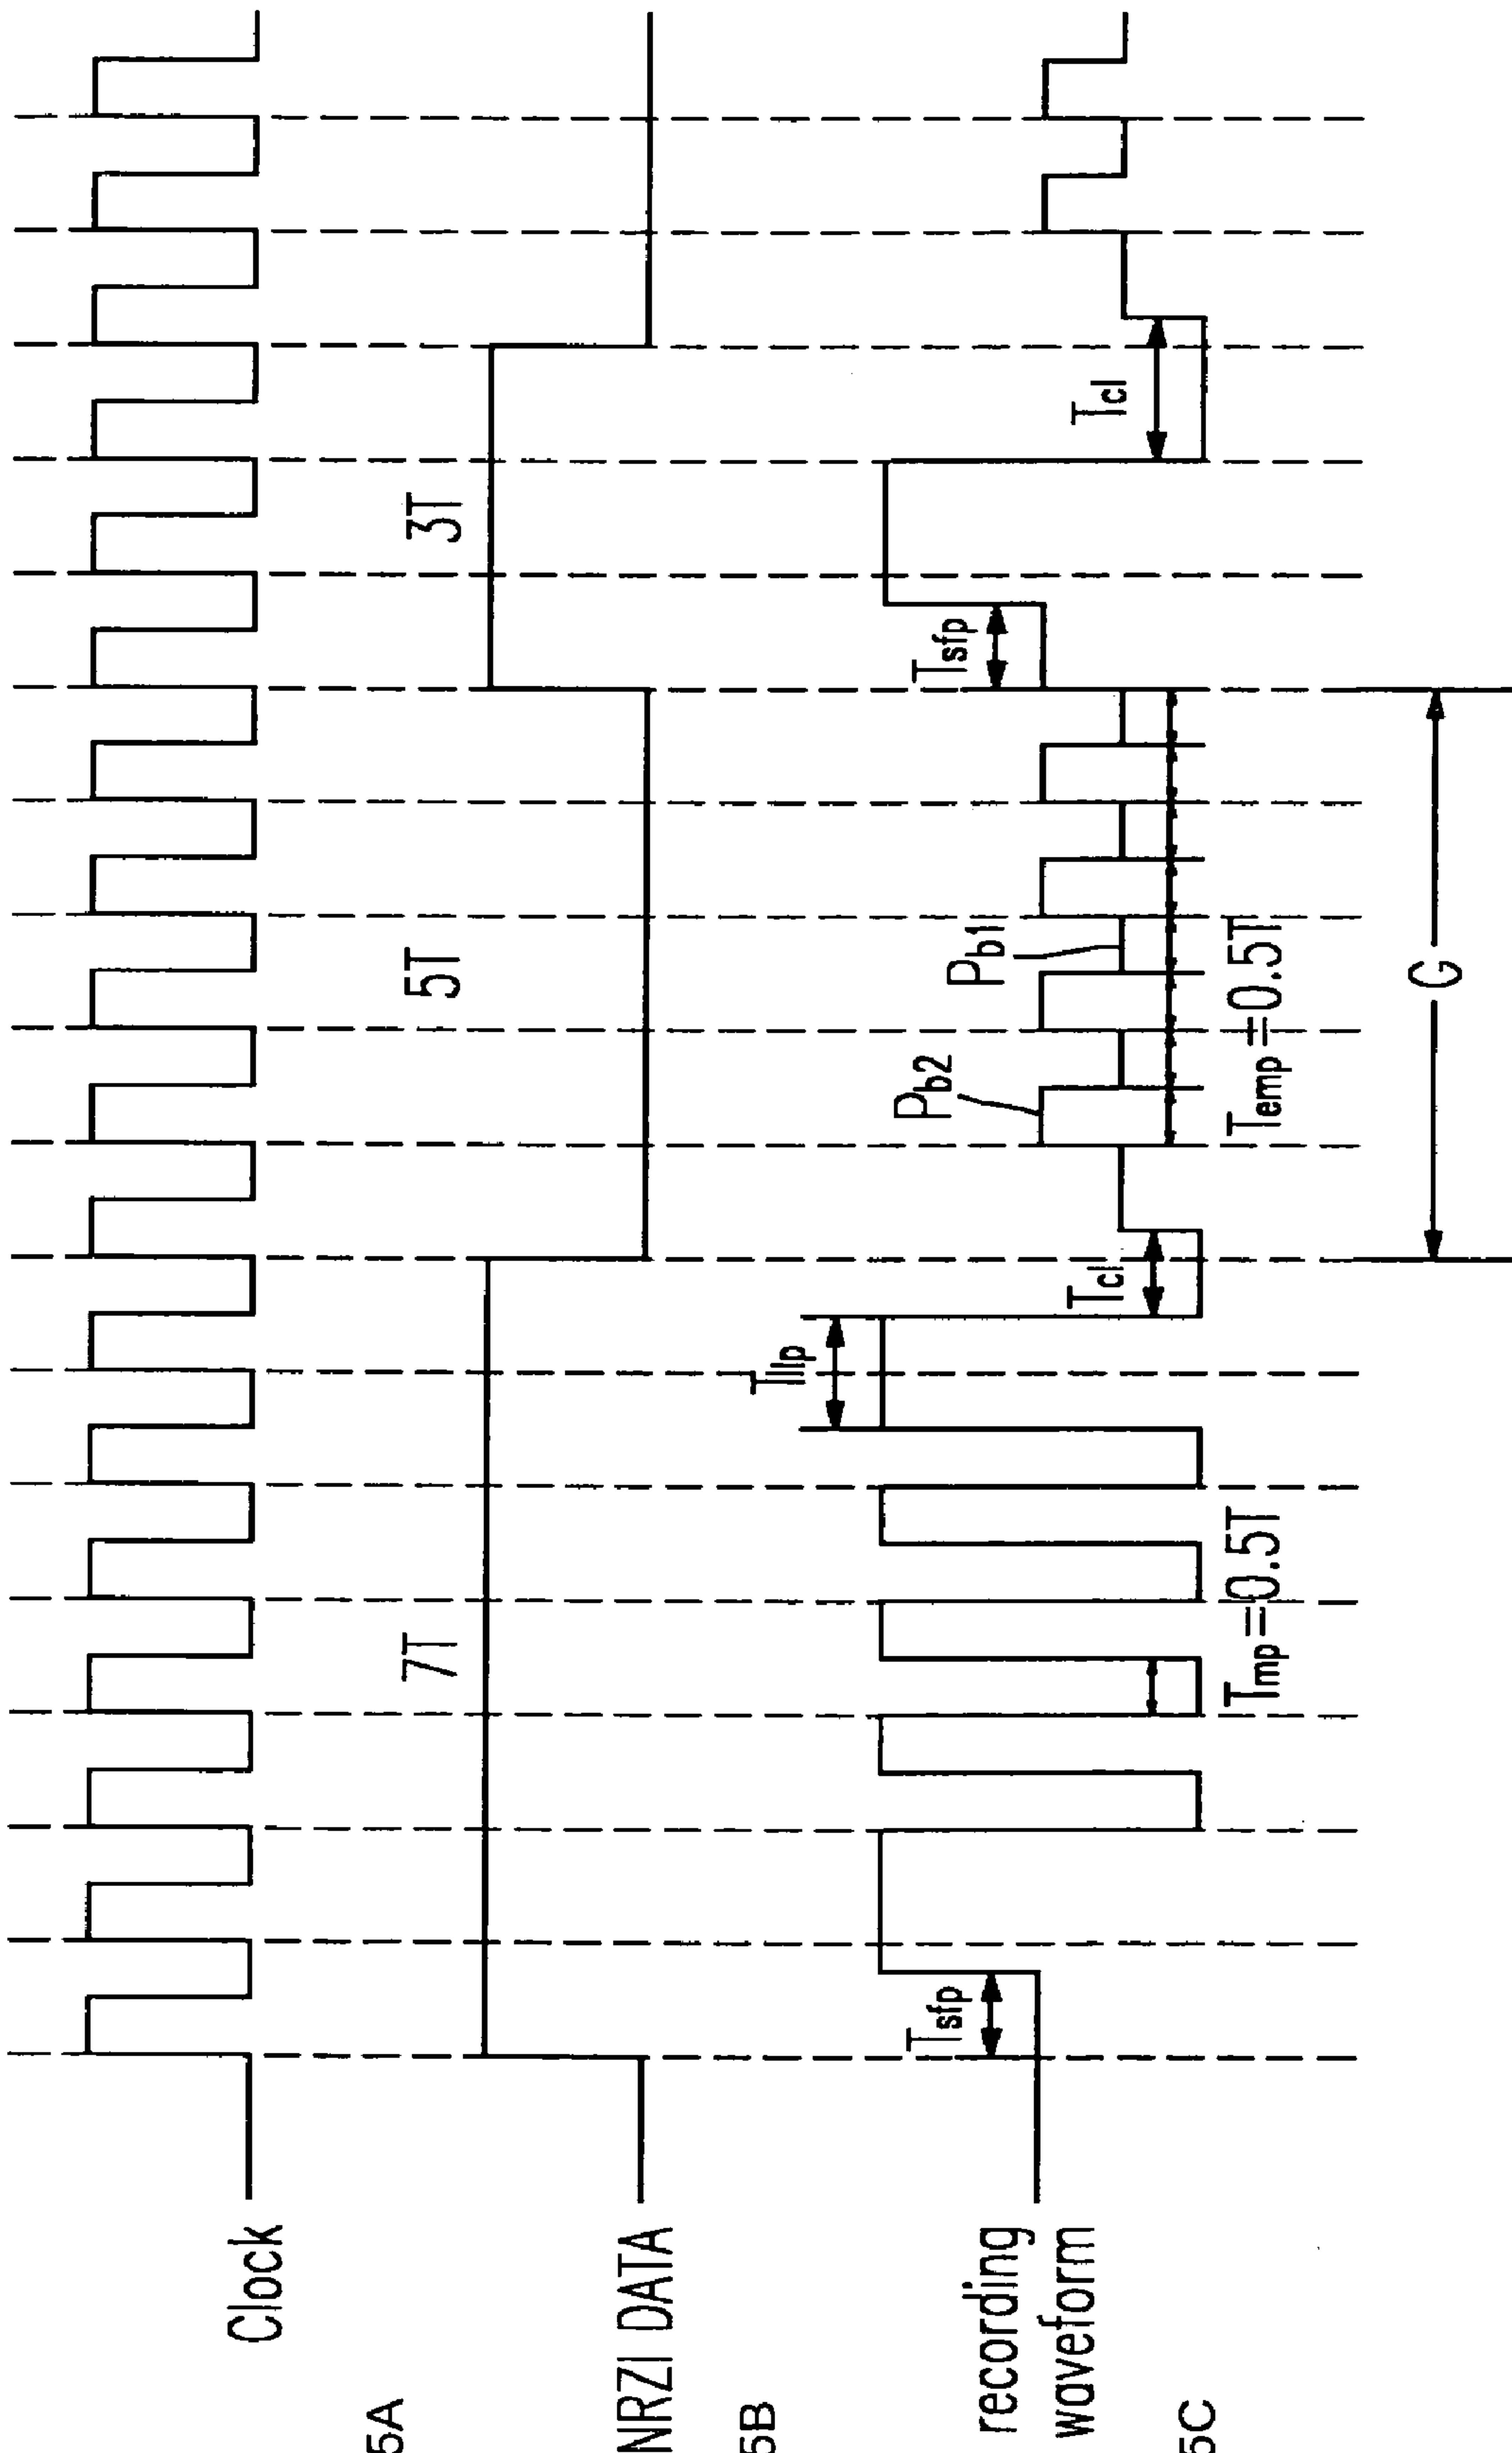 Clock
5A
7T
5T
3T
NRZI DATA
5B
recording
waveform
Tsfp
Tllp
Tcl
Pb2
Pb1
Tsfp
Tcl
Tmp=0.5T
Temp=0.5T
G
5C